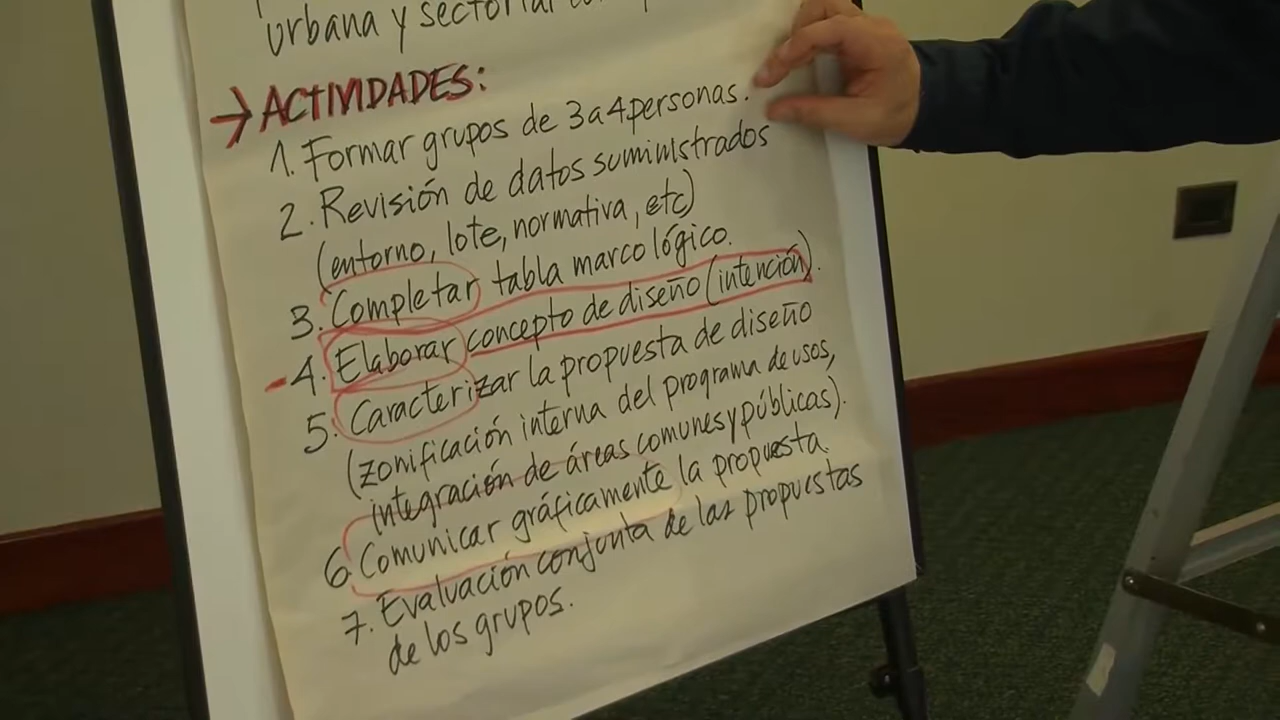 urbana y sectorial
→ ACTIVIDADES:
1. Formar grupos de 3 a 4 personas.
2. Revisión de datos suministrados
(entorno, lote, normativa, etc)
3. Completar tabla marco lógico.
4. Elaborar concepto de diseño (intención).
5. Caracterizar la propuesta de diseño
(zonificación interna del programa de usos,
integración de áreas comunes y públicas).
6. Comunicar gráficamente la propuesta.
7. Evaluación conjunta de las propuestas
de los grupos.